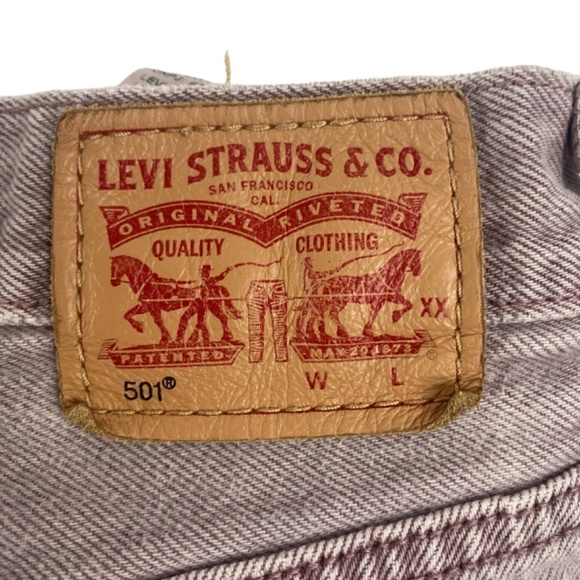 LEVI STRAUSS & CO.
SAN FRANCISCO
CAL.
ORIGINAL RIVETED
QUALITY CLOTHING
XX
PATENTED MAY 20 1873
®
501® W L